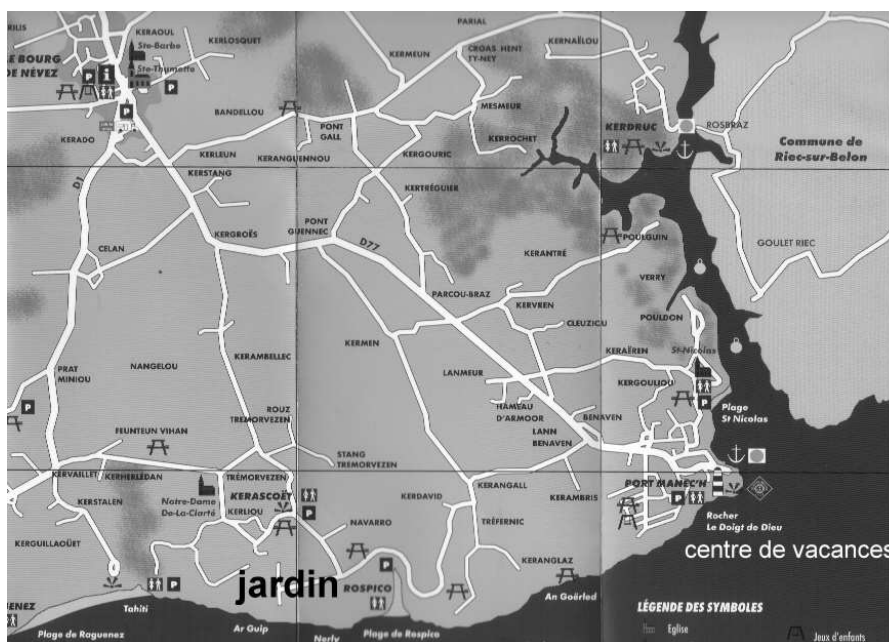 PARIAL
KERAOUL
Ste-Barbe
KERLOSQUET
CROAS HENT
TY-NEY
KERNAËLOU
KERMEUN
LE BOURG
DE NÉVEZ
Ste-Thumette
P
i
P
MESMEUR
BANDELLOU
P
PONT
GALL
KERDRUC
ROSBRAZ
KERADO
KERROCHET
Commune de
Riec-sur-Belon
KERLEUN
KERANGUENNOU
KERGOURIC
D1
KERSTANG
KERTRÉGUIER
PONT
GUENNEC
CELAN
KERGROËS
D77
KERANTRÉ
POULGUIN
GOULET RIEC
VERRY
PARCOU-BRAZ
KERVREN
POULDON
CLEUZIOU
KERMEN
KERAËREN
St-Nicolas
KERAMBELLEC
PRAT
MINIOU
NANGELOU
LANMEUR
KERGOULIOU
P
HAMEAU
D'ARMOOR
BENAVEN
P
Plage
St Nicolas
ROUZ
TREMORVEZEN
FEUNTEUN VIHAN
LANN
BENAVEN
STANG
TREMORVEZEN
KERVAILLET
KERHERLÉDAN
TRÉMORVEZEN
KERANGALL
PORT MANEC'H
KERSTALEN
Notre-Dame
De-La-Clarté
KERASCOËT
KERDAVID
KERAMBRIS
P
KERLIOU
P
TRÉFERNIC
Rocher
Le Doigt de Dieu
KERGUILLAOUËT
NAVARRO
KERANGLAZ
centre de vacances
P
P
jardin
ROSPICO
Tahiti
An Goërled
LÉGENDE DES SYMBOLES
Plage de Raguenez
Ar Guip
Nerly
Plage de Rospico
Eglise
Jeux d'enfants